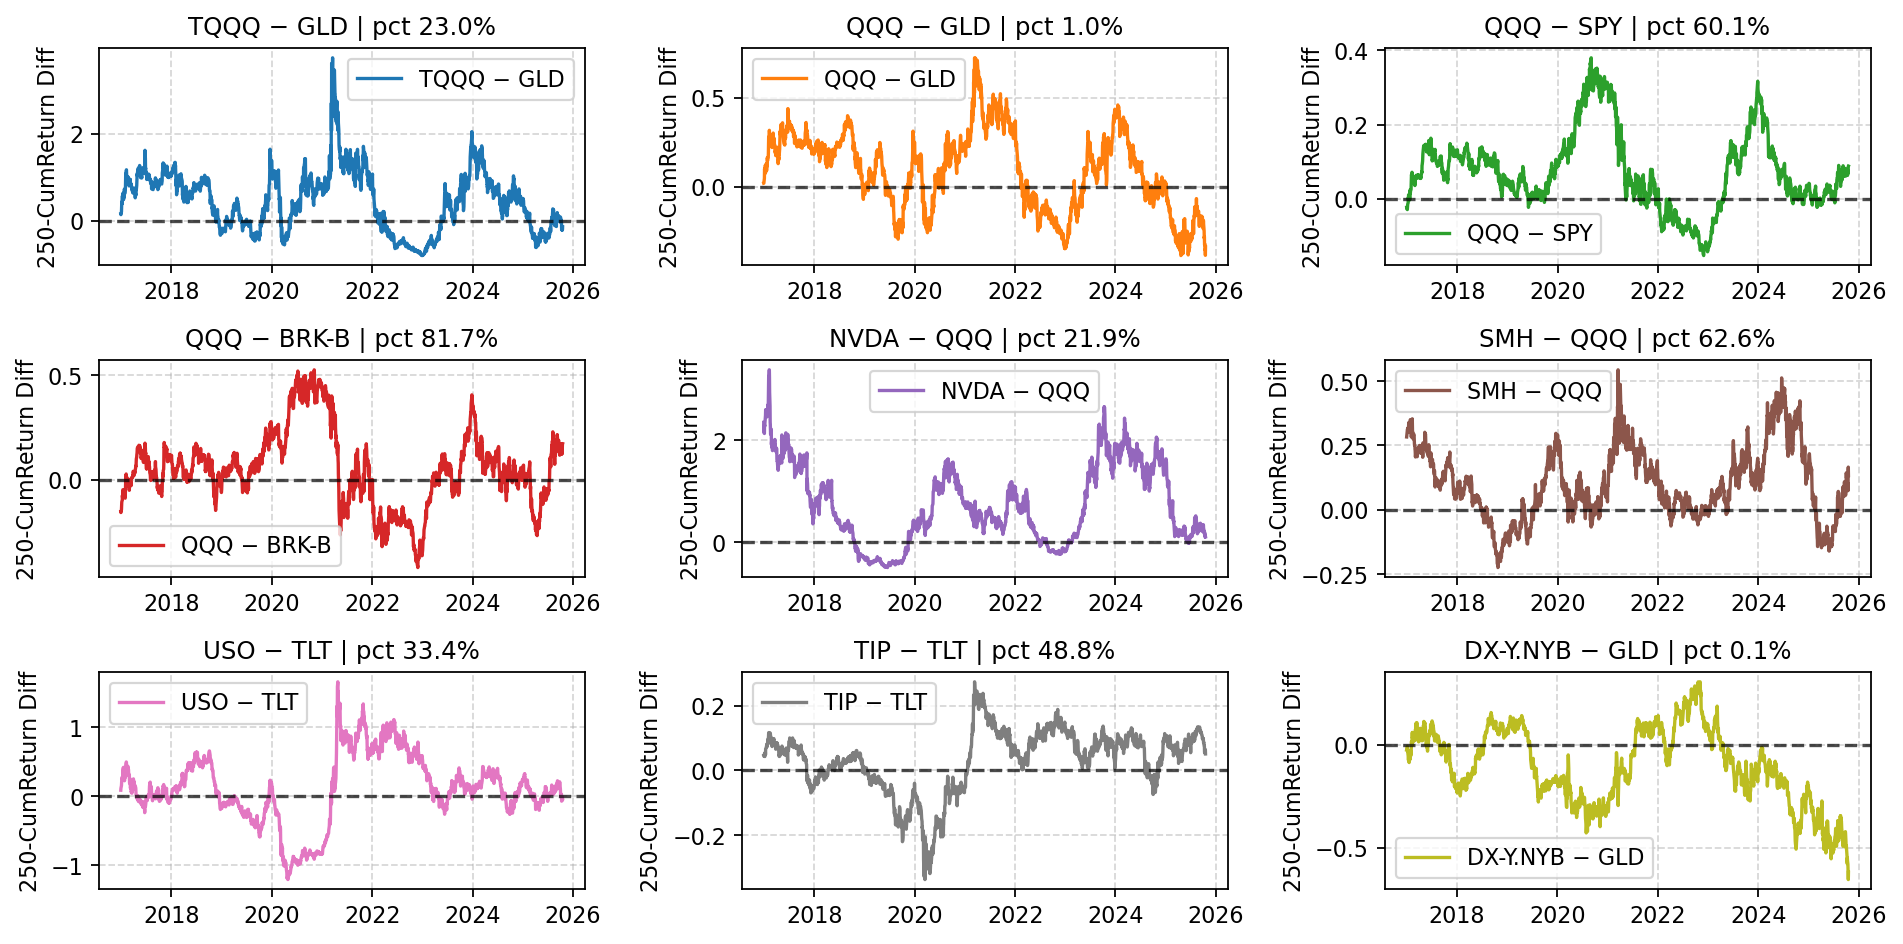 TQQQ − GLD | pct 23.0%
250-CumReturn Diff
2
0
TQQQ − GLD
2018 2020 2022 2024 2026
QQQ − GLD | pct 1.0%
250-CumReturn Diff
0.5
0.0
QQQ − GLD
2018 2020 2022 2024 2026
QQQ − SPY | pct 60.1%
250-CumReturn Diff
0.4
0.2
0.0
QQQ − SPY
2018 2020 2022 2024 2026
QQQ − BRK-B | pct 81.7%
250-CumReturn Diff
0.5
0.0
QQQ − BRK-B
2018 2020 2022 2024 2026
NVDA − QQQ | pct 21.9%
250-CumReturn Diff
2
0
NVDA − QQQ
2018 2020 2022 2024 2026
SMH − QQQ | pct 62.6%
250-CumReturn Diff
0.50
0.25
0.00
−0.25
SMH − QQQ
2018 2020 2022 2024 2026
USO − TLT | pct 33.4%
250-CumReturn Diff
1
0
−1
USO − TLT
2018 2020 2022 2024 2026
TIP − TLT | pct 48.8%
250-CumReturn Diff
0.2
0.0
−0.2
TIP − TLT
2018 2020 2022 2024 2026
DX-Y.NYB − GLD | pct 0.1%
250-CumReturn Diff
0.0
−0.5
DX-Y.NYB − GLD
2018 2020 2022 2024 2026